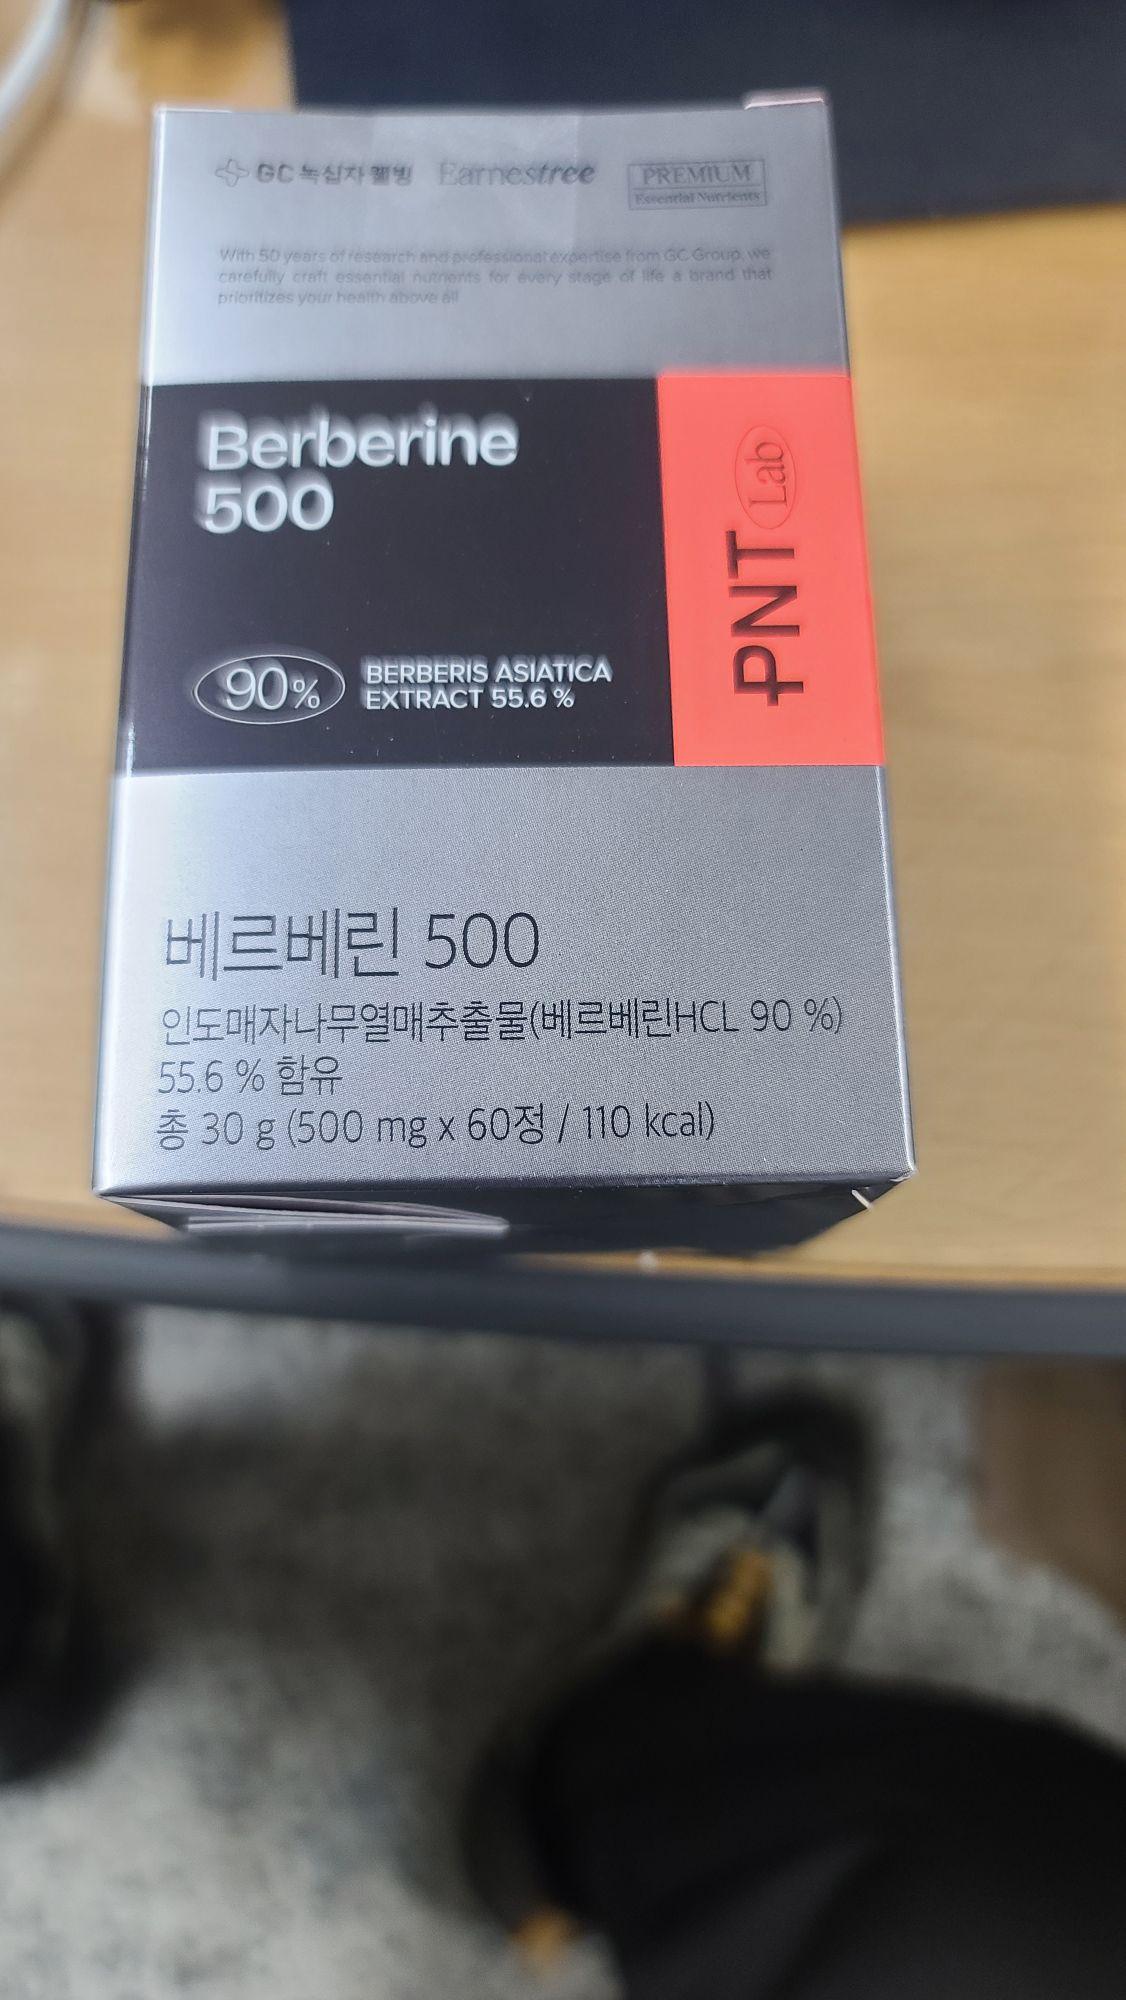 GC 녹십자웰빙 Earnestree PREMIUM
Essential Nutrients
With 50 years of research and professional expertise from GC Group, we
carefully craft essential nutrients for every stage of life a brand that
prioritizes your health above all
Berberine
500
PNT Lab
90% BERBERIS ASIATICA
EXTRACT 55.6 %
베르베린 500
인도매자나무열매추출물(베르베린HCL 90 %)
55.6 % 함유
총 30 g (500 mg x 60정 / 110 kcal)